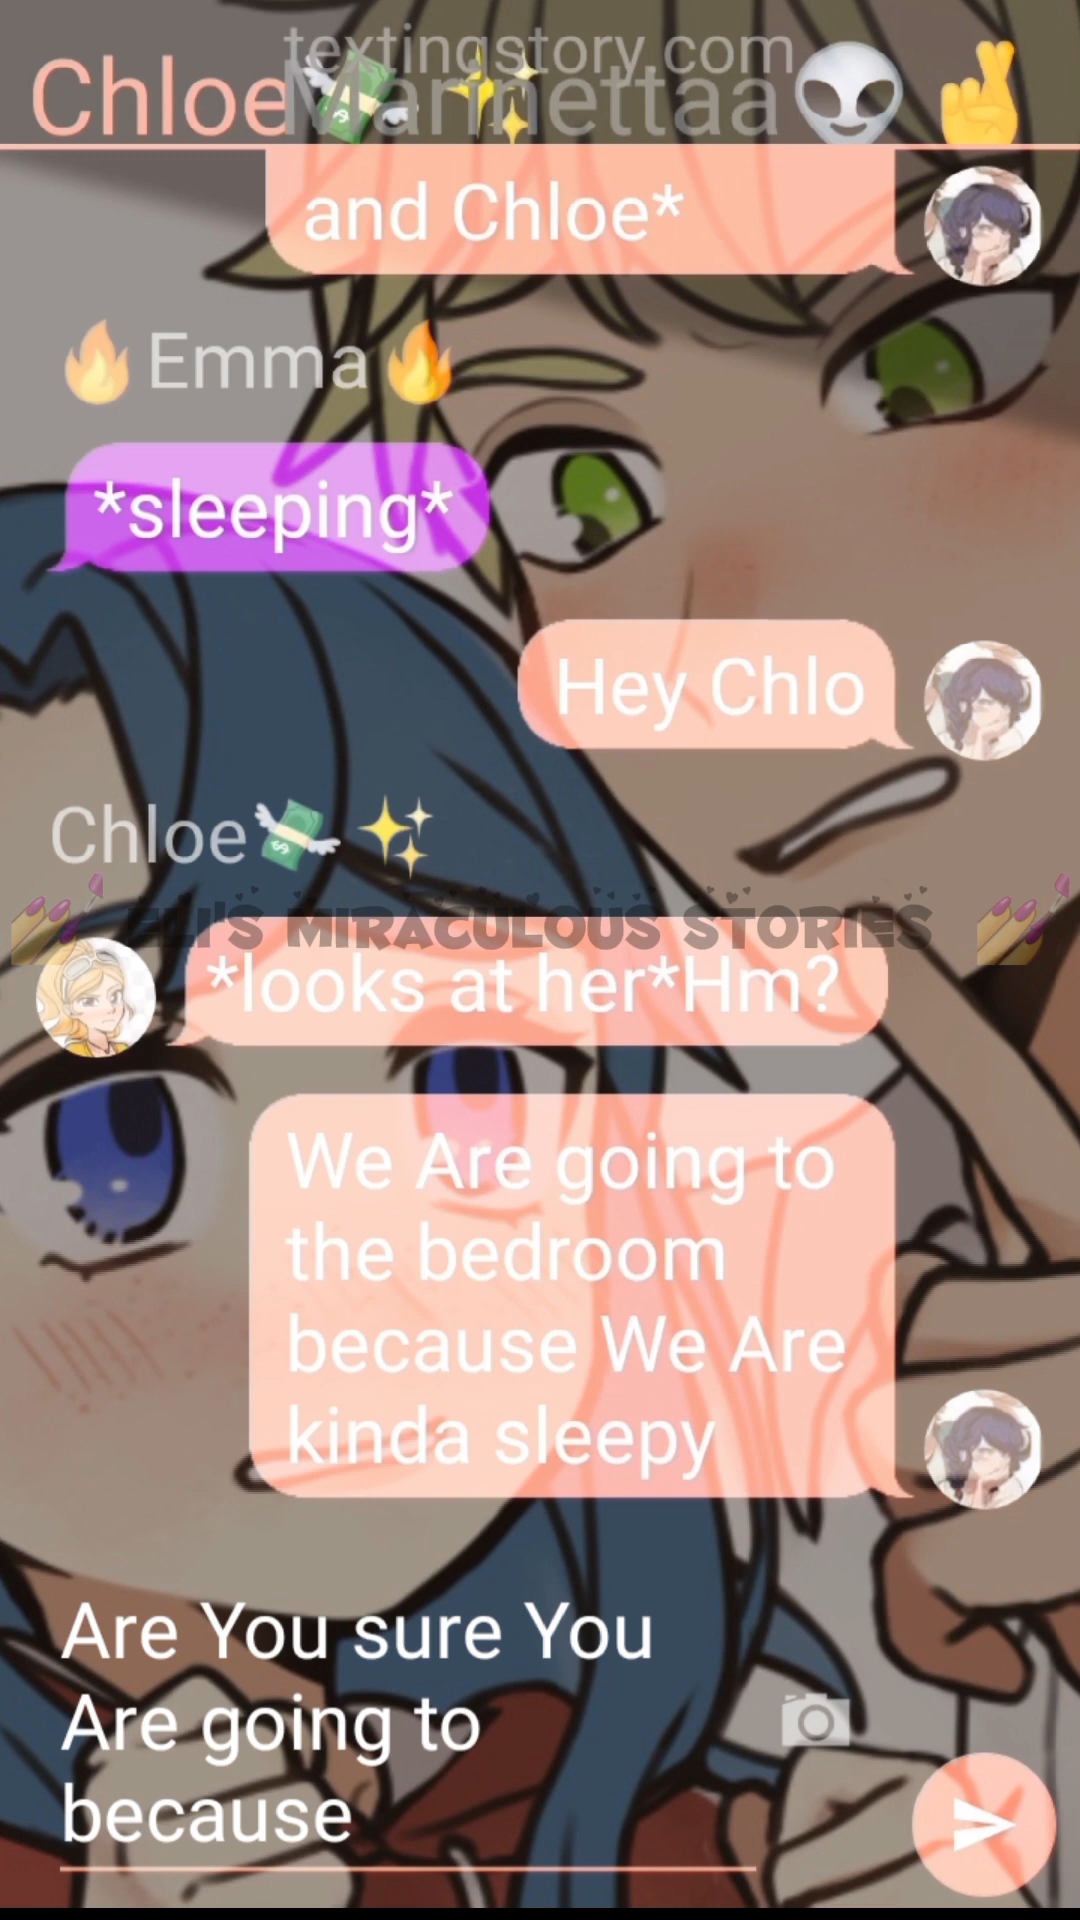 textingstory.com
Chloe💸✨
Marinettaa👽🤞
and Chloe*
🔥Emma🔥
*sleeping*
Hey Chlo
Chloe💸✨
💅ELI'S MIRACULOUS STORIES💅
*looks at her*Hm?
We Are going to
the bedroom
because We Are
kinda sleepy
Are You sure You
Are going to
because